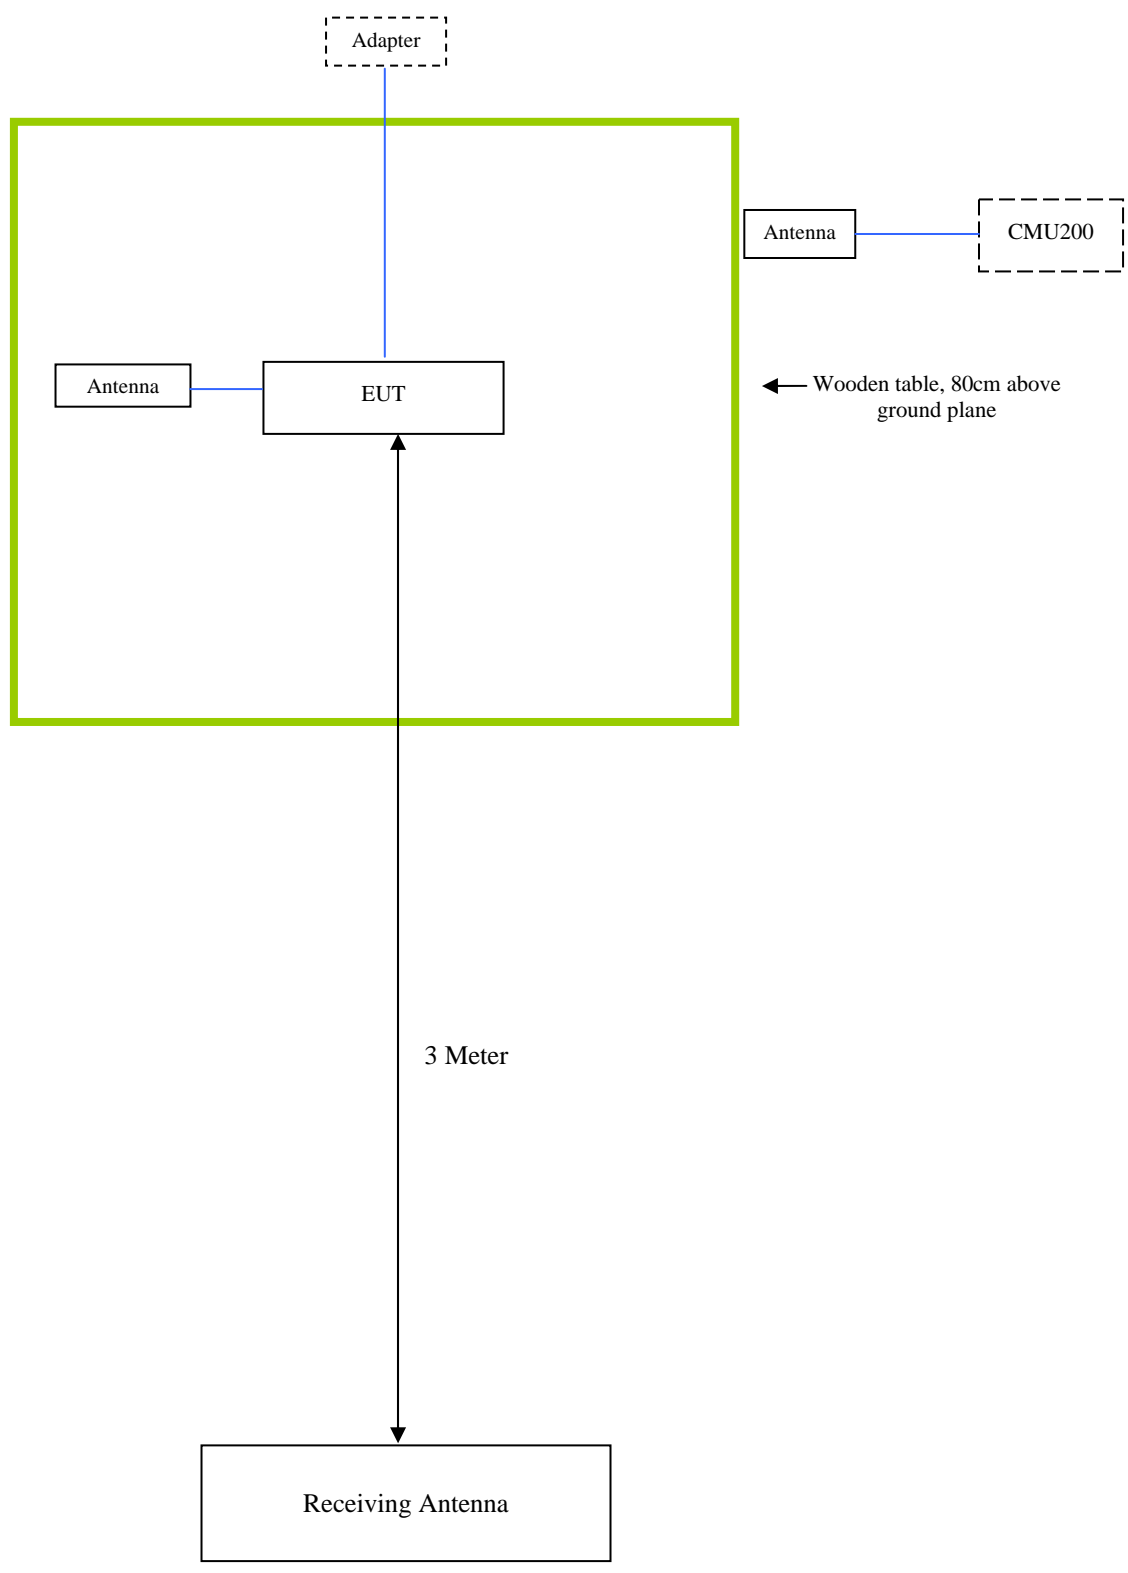 Adapter
Antenna
CMU200
Antenna
EUT
Wooden table, 80cm above
ground plane
3 Meter
Receiving Antenna